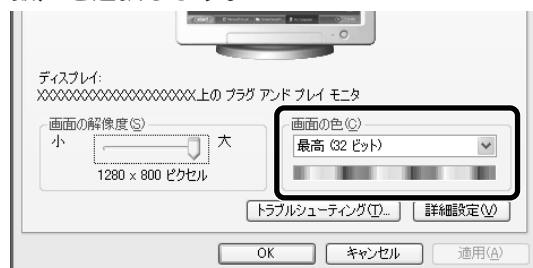 ディスプレイ:
XXXXXXXXXXXXXXXXXXXX上の プラグ アンド プレイ モニタ
画面の解像度(S)
小
大
1280 x 800 ピクセル
画面の色(C)
最高 (32 ビット)
トラブルシューティング(T)...
詳細設定(V)
OK
キャンセル
適用(A)